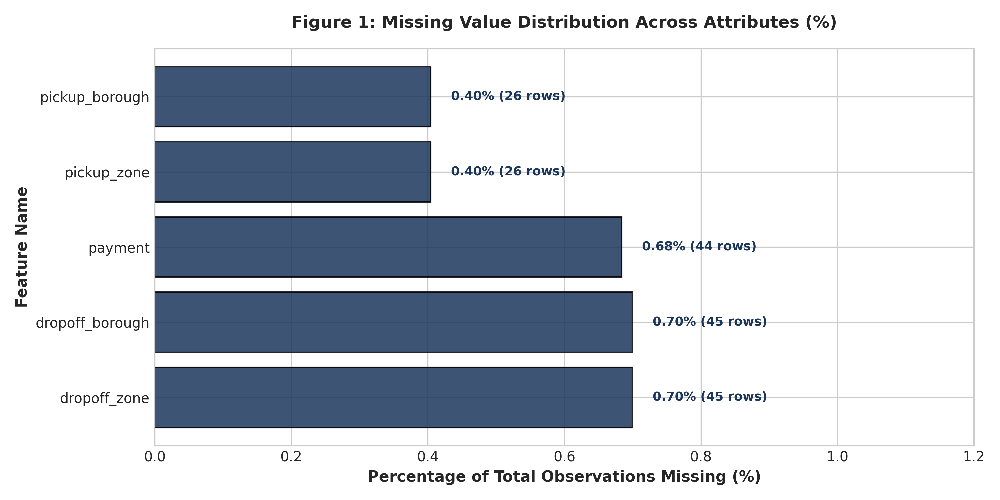 Figure 1: Missing Value Distribution Across Attributes (%)
Feature Name
pickup_borough
0.40% (26 rows)
pickup_zone
0.40% (26 rows)
payment
0.68% (44 rows)
dropoff_borough
0.70% (45 rows)
dropoff_zone
0.70% (45 rows)
0.0 0.2 0.4 0.6 0.8 1.0 1.2
Percentage of Total Observations Missing (%)